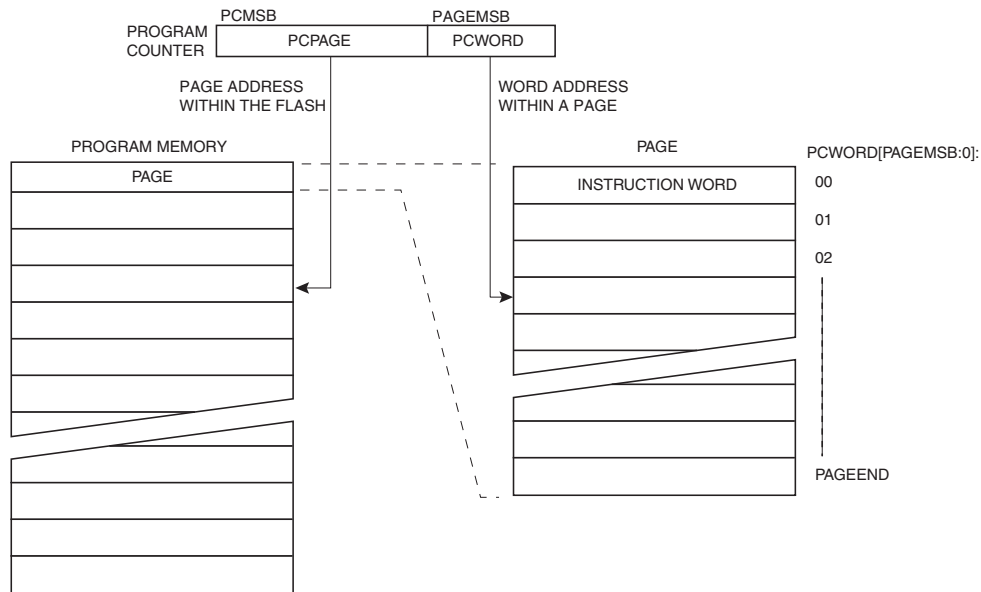 PCMSB
PAGEMSB
PROGRAM
COUNTER
PCPAGE
PCWORD
PAGE ADDRESS
WITHIN THE FLASH
WORD ADDRESS
WITHIN A PAGE
PROGRAM MEMORY
PAGE
PAGE
INSTRUCTION WORD
PCWORD[PAGEMSB:0]:
00
01
02
PAGEEND